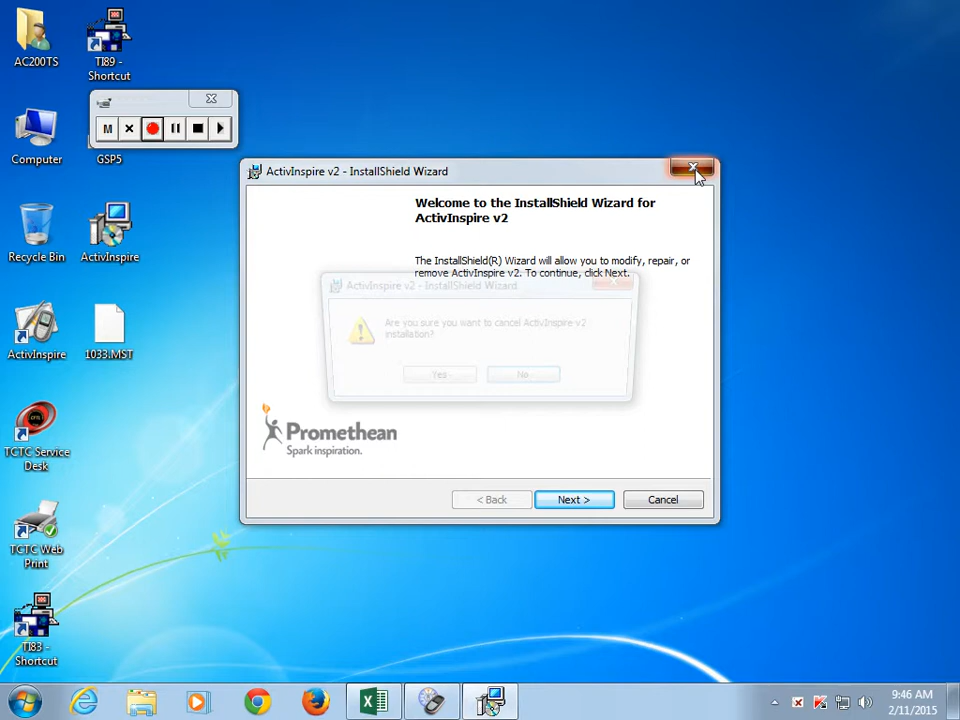 AC200TS
TI89 -
Shortcut
M
Computer
GSP5
Recycle Bin
ActivInspire
ActivInspire
1033.MST
TCTC Service
Desk
TCTC Web
Print
TI83 -
Shortcut
ActivInspire v2 - InstallShield Wizard
Welcome to the InstallShield Wizard for
ActivInspire v2
The InstallShield(R) Wizard will allow you to modify, repair, or
remove ActivInspire v2. To continue, click Next.
ActivInspire v2 - InstallShield Wizard
Are you sure you want to cancel ActivInspire v2
installation?
Yes
No
Promethean
Spark inspiration.
< Back
Next >
Cancel
9:46 AM
2/11/2015